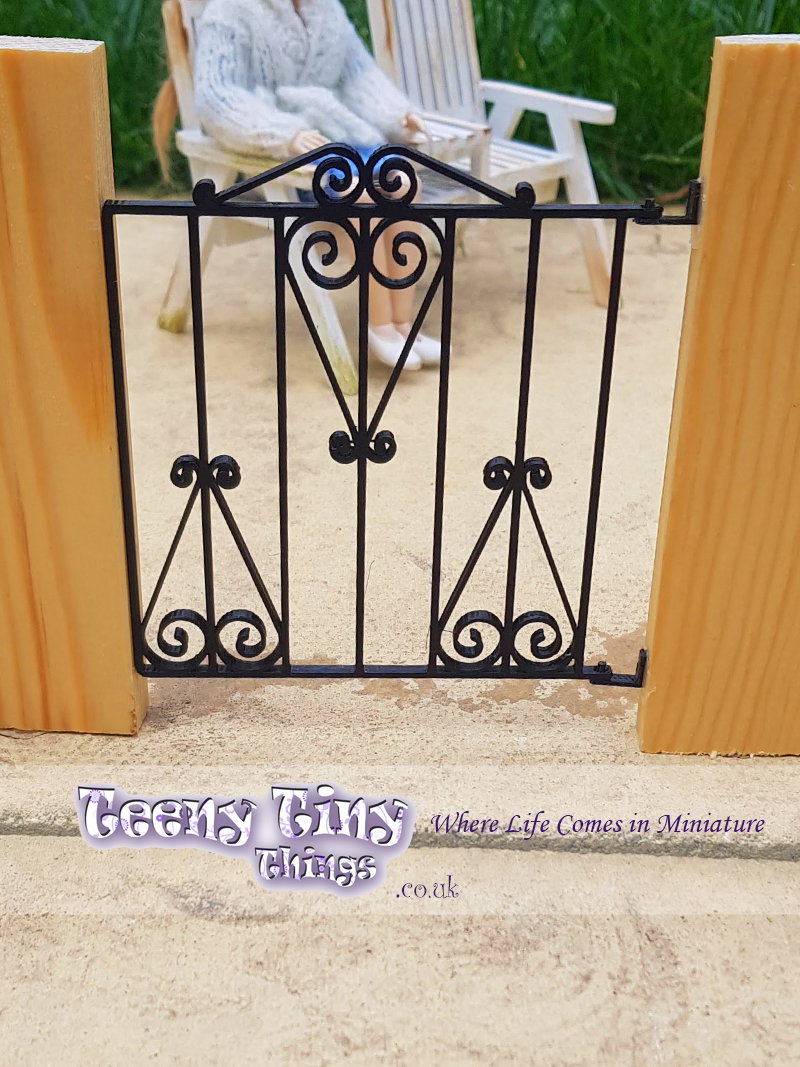 Teeny Tiny
Things
Where Life Comes in Miniature
.co.uk